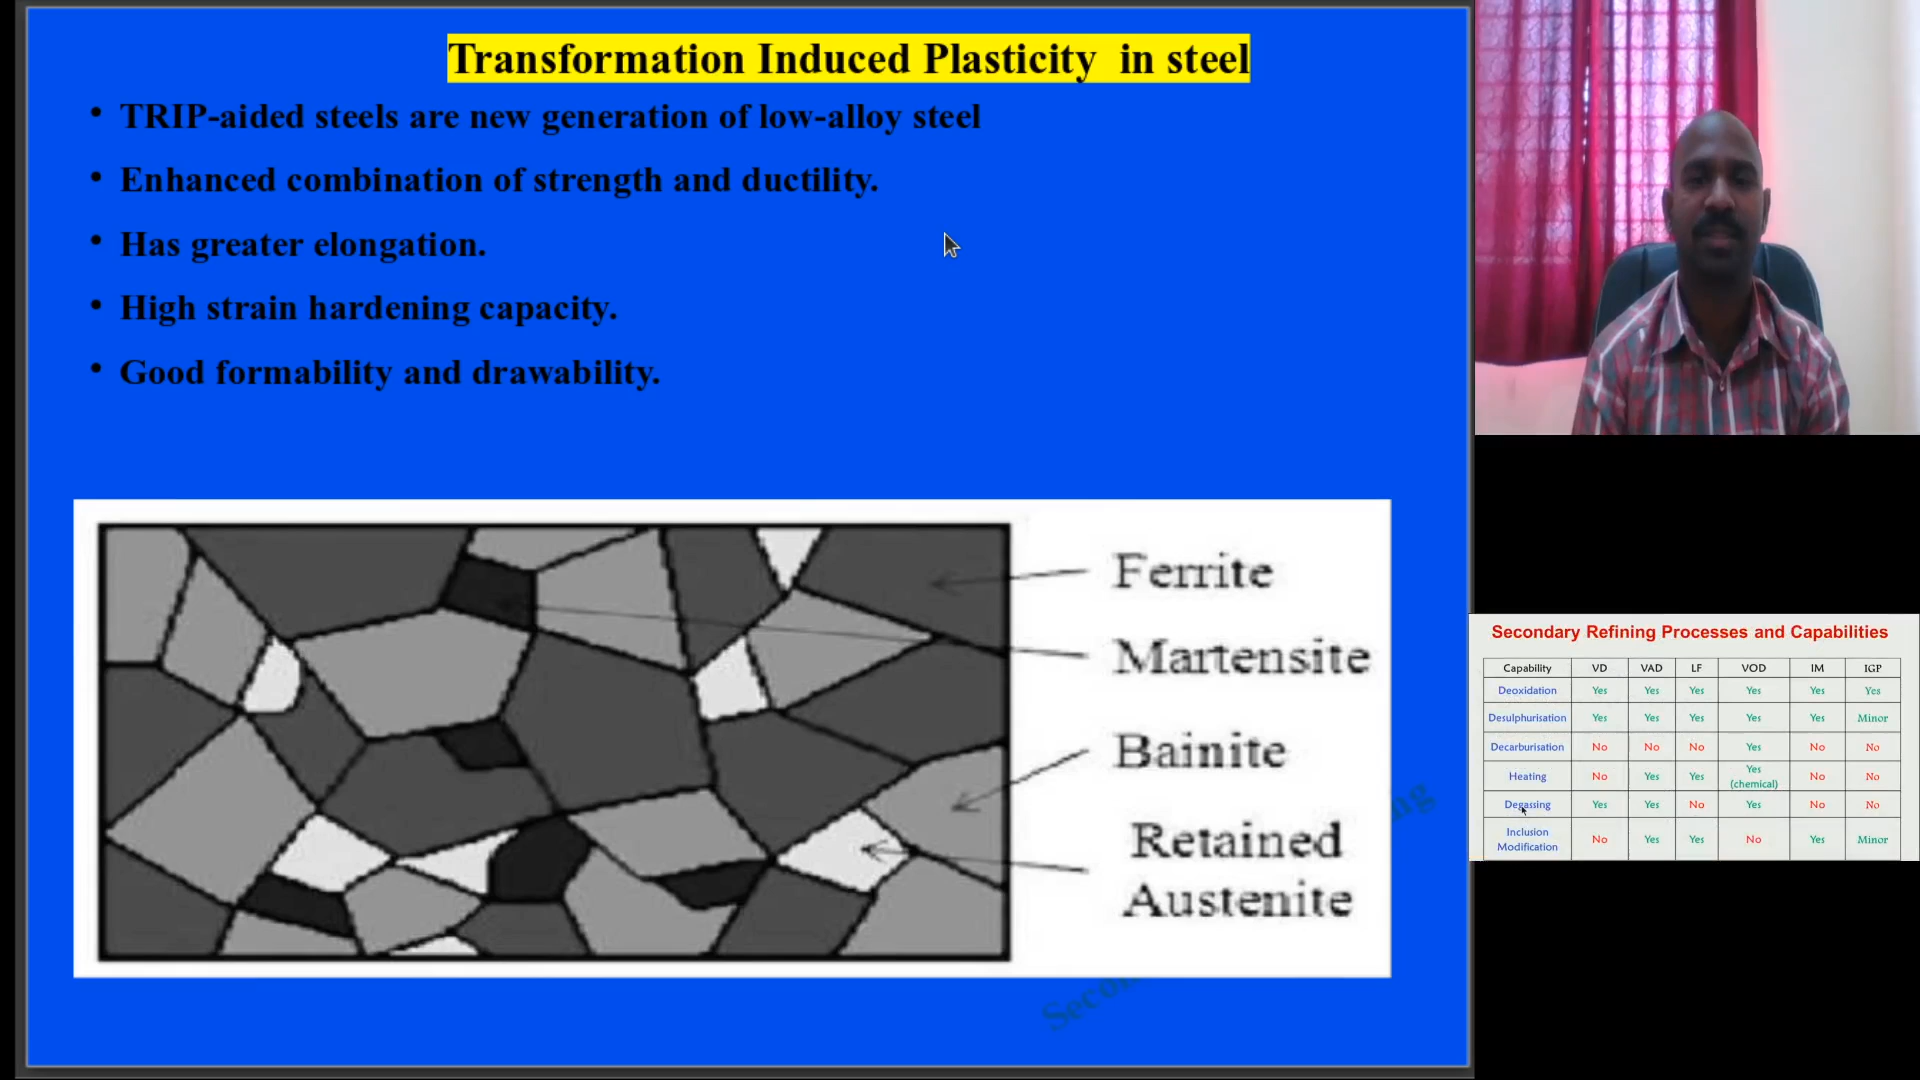 Transformation Induced Plasticity in steel
• TRIP-aided steels are new generation of low-alloy steel
• Enhanced combination of strength and ductility.
• Has greater elongation.
• High strain hardening capacity.
• Good formability and drawability.
Ferrite
Martensite
Bainite
Retained
Austenite
Secondary Refining Processes and Capabilities
Capability VD VAD LF VOD IM IGP
Deoxidation Yes Yes Yes Yes Yes Yes
Desulphurisation Yes Yes Yes Yes Yes Minor
Decarburisation No No No Yes No No
Heating No Yes Yes Yes (chemical) No No
Degassing Yes Yes No Yes No No
Inclusion Modification No Yes Yes No Yes Minor